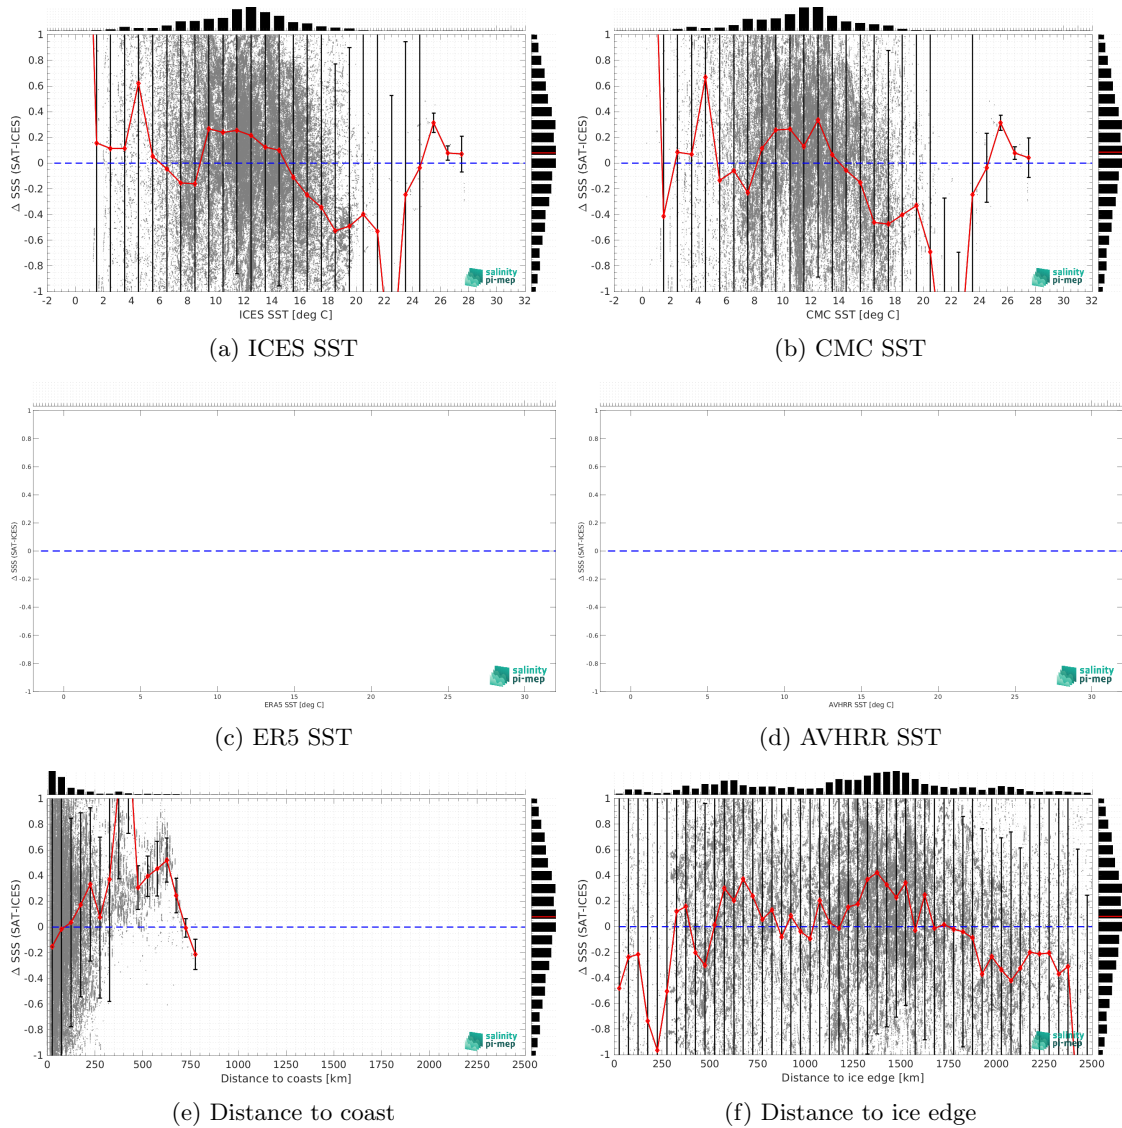 1
0.8
0.6
0.4
0.2
0
-0.2
-0.4
-0.6
-0.8
-1
Δ SSS (SAT-ICES)
-2 0 2 4 6 8 10 12 14 16 18 20 22 24 26 28 30 32
ICES SST [deg C]
salinity
pi-mep
(a) ICES SST
1
0.8
0.6
0.4
0.2
0
-0.2
-0.4
-0.6
-0.8
-1
Δ SSS (SAT-ICES)
-2 0 2 4 6 8 10 12 14 16 18 20 22 24 26 28 30 32
CMC SST [deg C]
salinity
pi-mep
(b) CMC SST
1
0.8
0.6
0.4
0.2
0
-0.2
-0.4
-0.6
-0.8
-1
Δ SSS (SAT-ICES)
0 5 10 15 20 25 30
ERA5 SST [deg C]
salinity
pi-mep
(c) ER5 SST
1
0.8
0.6
0.4
0.2
0
-0.2
-0.4
-0.6
-0.8
-1
Δ SSS (SAT-ICES)
0 5 10 15 20 25 30
AVHRR SST [deg C]
salinity
pi-mep
(d) AVHRR SST
1
0.8
0.6
0.4
0.2
0
-0.2
-0.4
-0.6
-0.8
-1
Δ SSS (SAT-ICES)
0 250 500 750 1000 1250 1500 1750 2000 2250 2500
Distance to coasts [km]
salinity
pi-mep
(e) Distance to coast
1
0.8
0.6
0.4
0.2
0
-0.2
-0.4
-0.6
-0.8
-1
Δ SSS (SAT-ICES)
0 250 500 750 1000 1250 1500 1750 2000 2250 2500
Distance to ice edge [km]
salinity
pi-mep
(f) Distance to ice edge